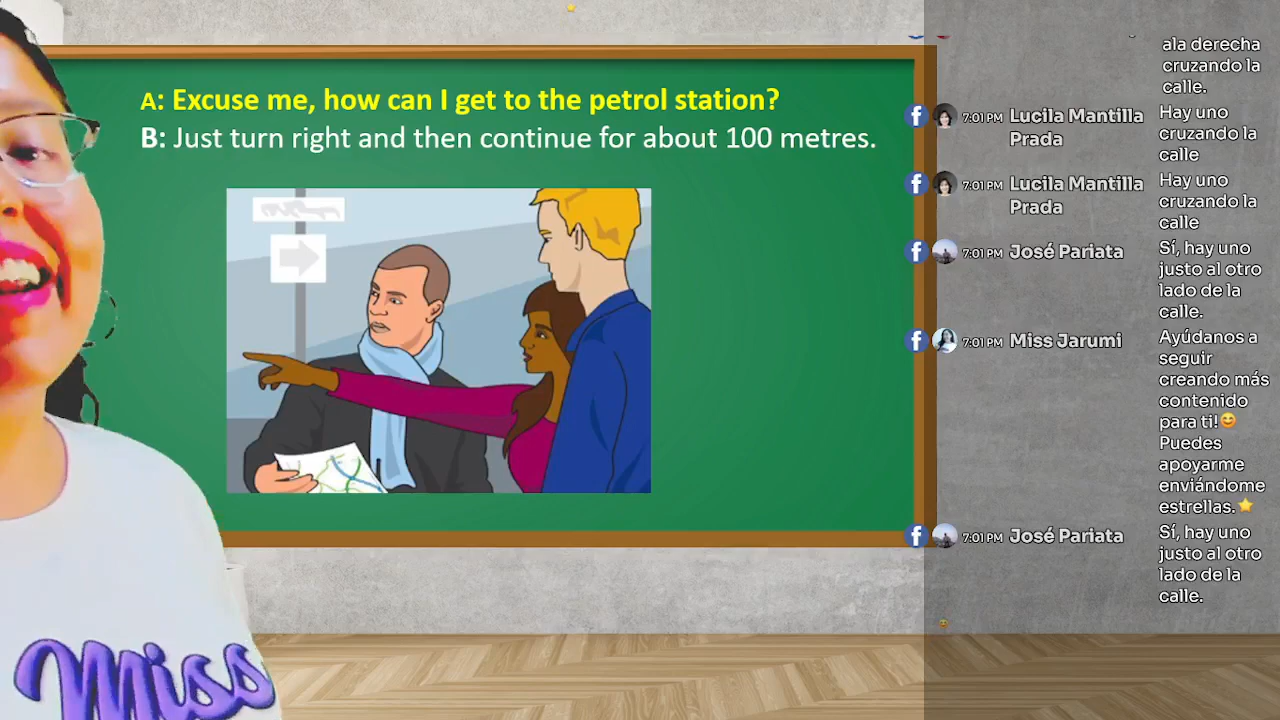 A: Excuse me, how can I get to the petrol station?
B: Just turn right and then continue for about 100 metres.
Miss
ala derecha
cruzando la
calle.
7:01 PM Lucila Mantilla
Prada
Hay uno
cruzando la
calle
7:01 PM Lucila Mantilla
Prada
Hay uno
cruzando la
calle
7:01 PM José Pariata
Sí, hay uno
justo al otro
lado de la
calle.
7:01 PM Miss Jarumi
Ayúdanos a
seguir
creando más
contenido
para ti!😊
Puedes
apoyarme
enviándome
estrellas.⭐
7:01 PM José Pariata
Sí, hay uno
justo al otro
lado de la
calle.